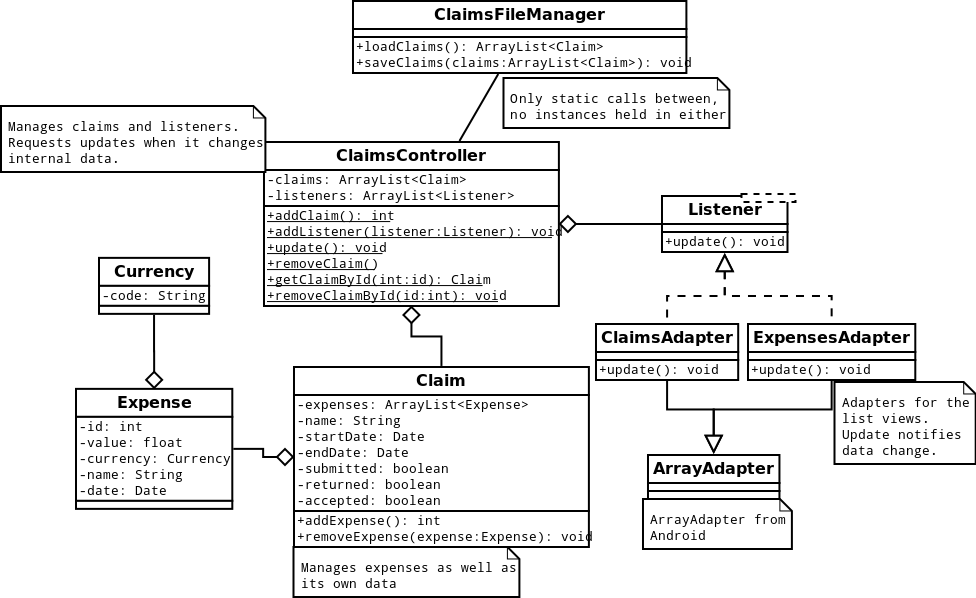 ClaimsFileManager
+loadClaims(): ArrayList<Claim>
+saveClaims(claims:ArrayList<Claim>): void
Only static calls between,
no instances held in either
Manages claims and listeners.
Requests updates when it changes
internal data.
ClaimsController
-claims: ArrayList<Claim>
-listeners: ArrayList<Listener>
+addClaim(): int
+addListener(listener:Listener): void
+update(): void
+removeClaim()
+getClaimById(int:id): Claim
+removeClaimById(id:int): void
Listener
+update(): void
Currency
-code: String
ClaimsAdapter
+update(): void
ExpensesAdapter
+update(): void
Adapters for the
list views.
Update notifies
data change.
Expense
-id: int
-value: float
-currency: Currency
-name: String
-date: Date
Claim
-expenses: ArrayList<Expense>
-name: String
-startDate: Date
-endDate: Date
-submitted: boolean
-returned: boolean
-accepted: boolean
+addExpense(): int
+removeExpense(expense:Expense): void
Manages expenses as well as
its own data
ArrayAdapter
ArrayAdapter from
Android